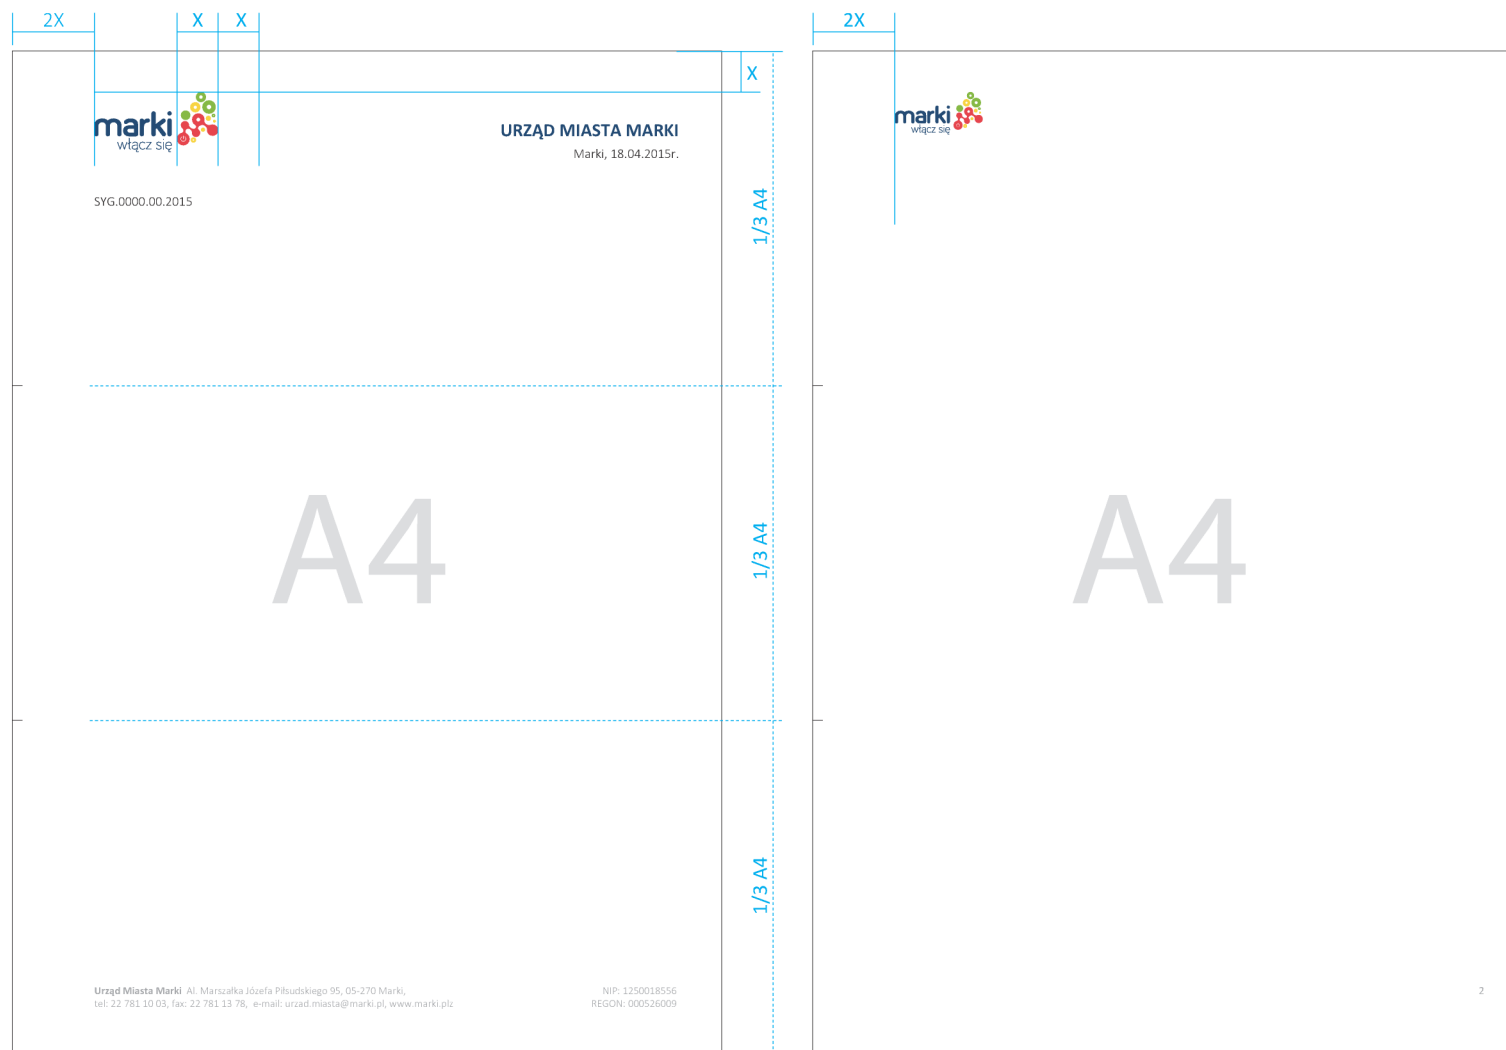 2X
X
X
2X
X
marki
włącz się
URZĄD MIASTA MARKI
Marki, 18.04.2015r.
marki
włącz się
SYG.0000.00.2015
1/3 A4
A4
1/3 A4
A4
1/3 A4
Urząd Miasta Marki Al. Marszałka Józefa Piłsudskiego 95, 05-270 Marki,
tel: 22 781 10 03, fax: 22 781 13 78, e-mail: urzad.miasta@marki.pl, www.marki.plz
NIP: 1250018556
REGON: 000526009
2